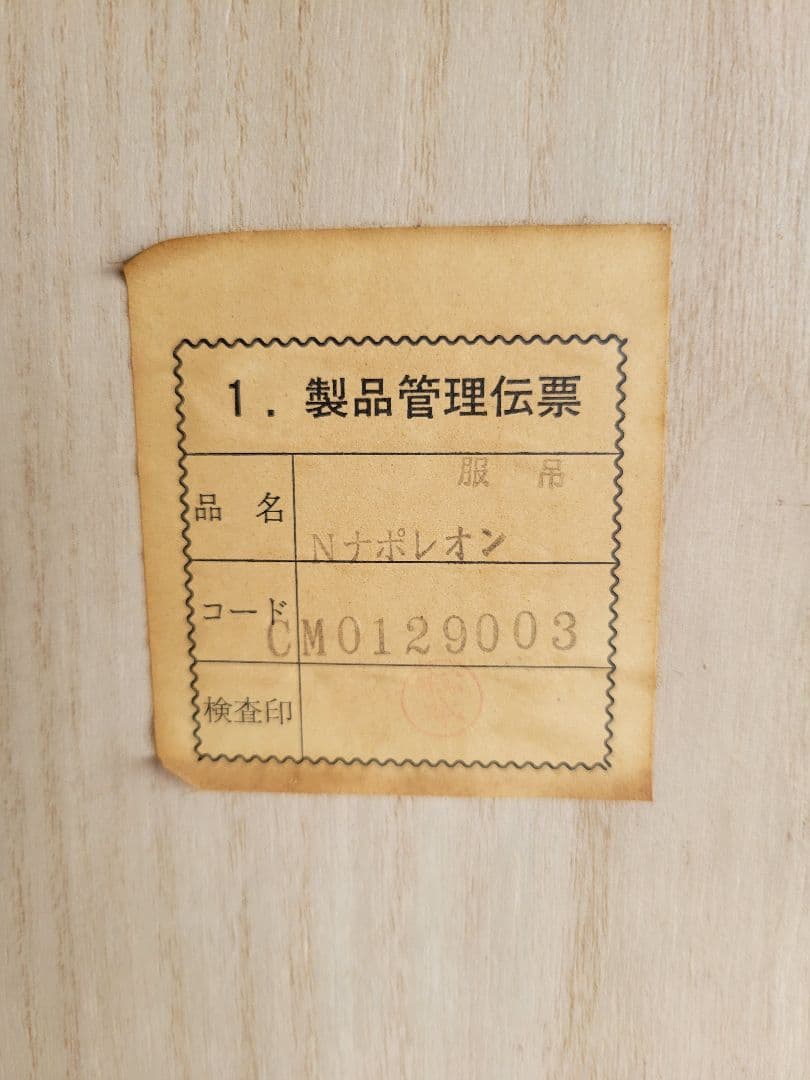 1. 製品管理伝票
服 吊
品 名
Nナポレオン
コード
CM0129003
検査印